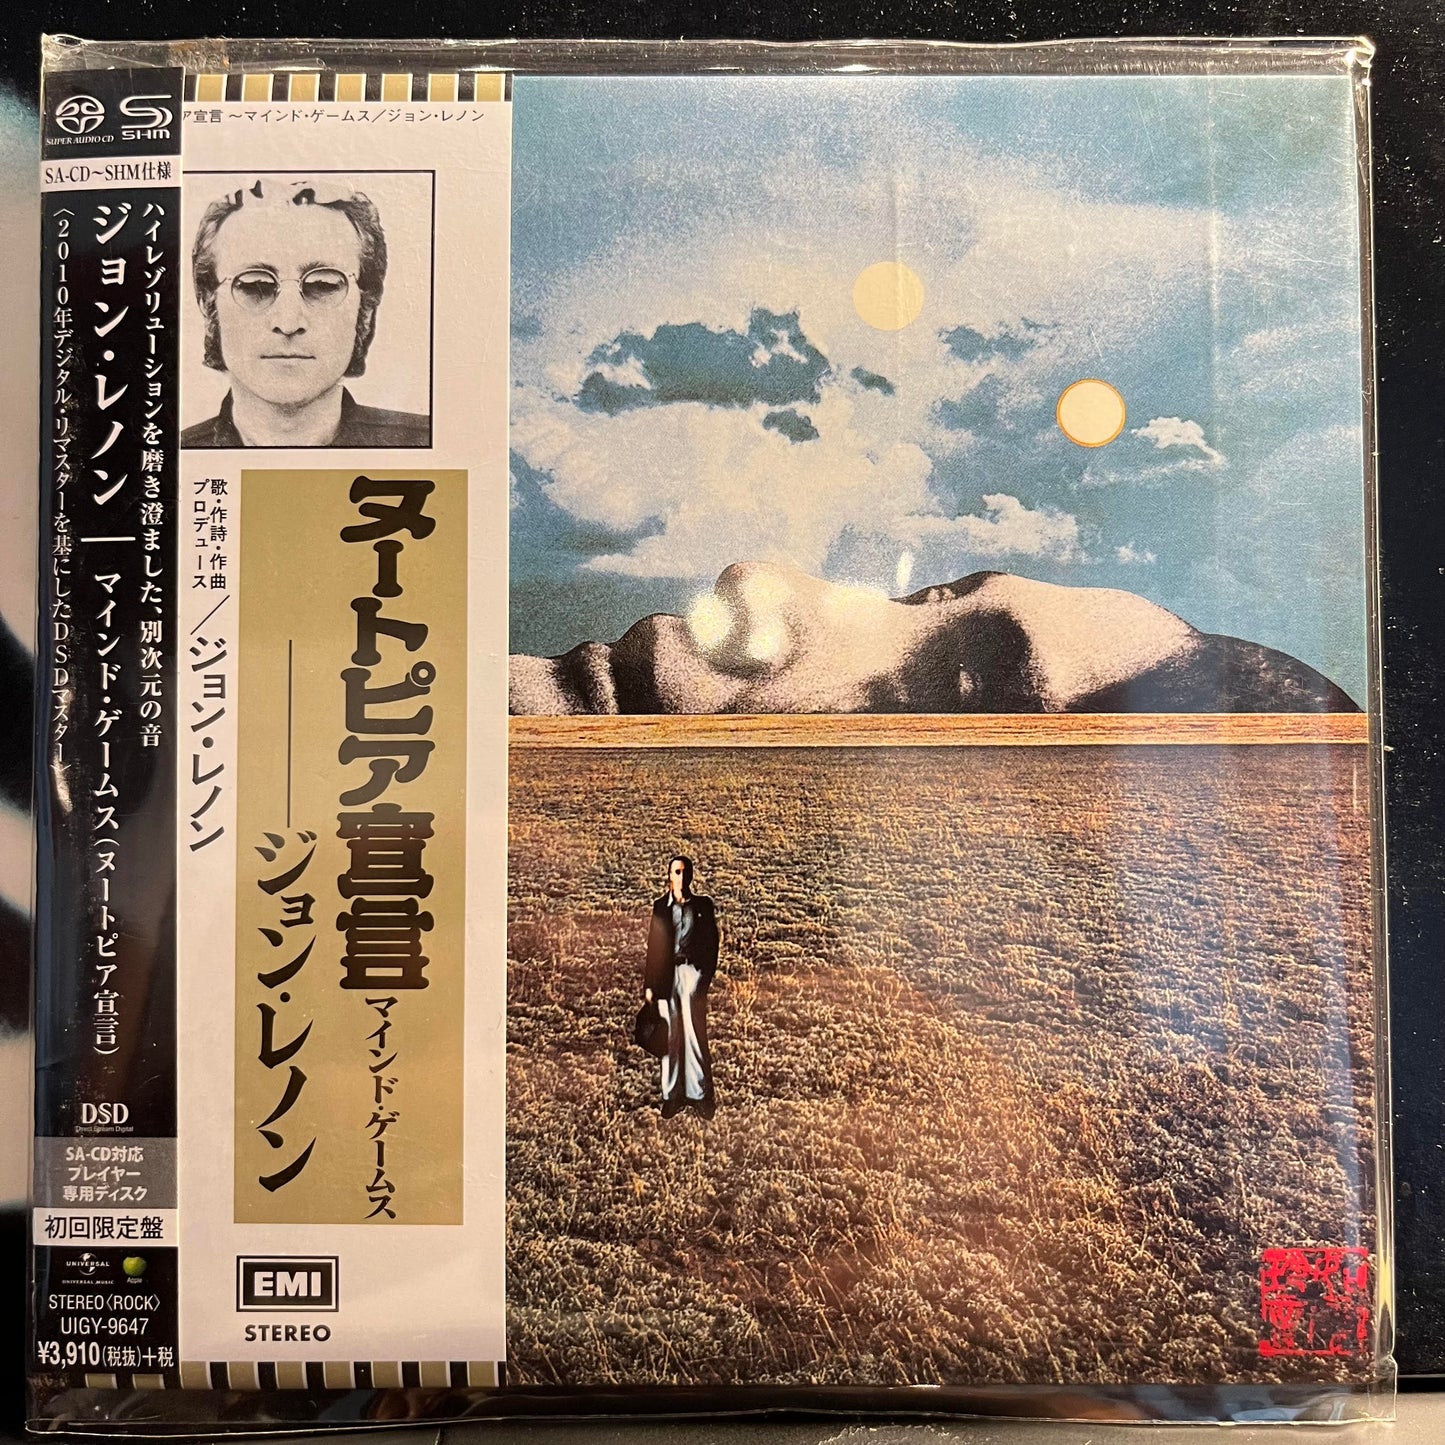 SUPER AUDIO CD
SHM
SA-CD～SHM仕様
ハイレゾリューションを磨き澄ました、別次元の音
ジョン・レノン―マインド・ゲームス(ヌートピア宣言)
〈2010年デジタル・リマスターを基にしたDSDマスター〉
DSD
Direct Stream Digital
SA-CD対応
プレイヤー
専用ディスク
初回限定盤
UNIVERSAL
UNIVERSAL MUSIC
Apple
STEREO〈ROCK〉
UIGY-9647
¥3,910(税抜)+税
ア宣言～マインド・ゲームス／ジョン・レノン
歌・作詩・作曲
プロデュース
／ジョン・レノン
ヌートピア宣言
マインド・ゲームス
―ジョン・レノン
EMI
STEREO